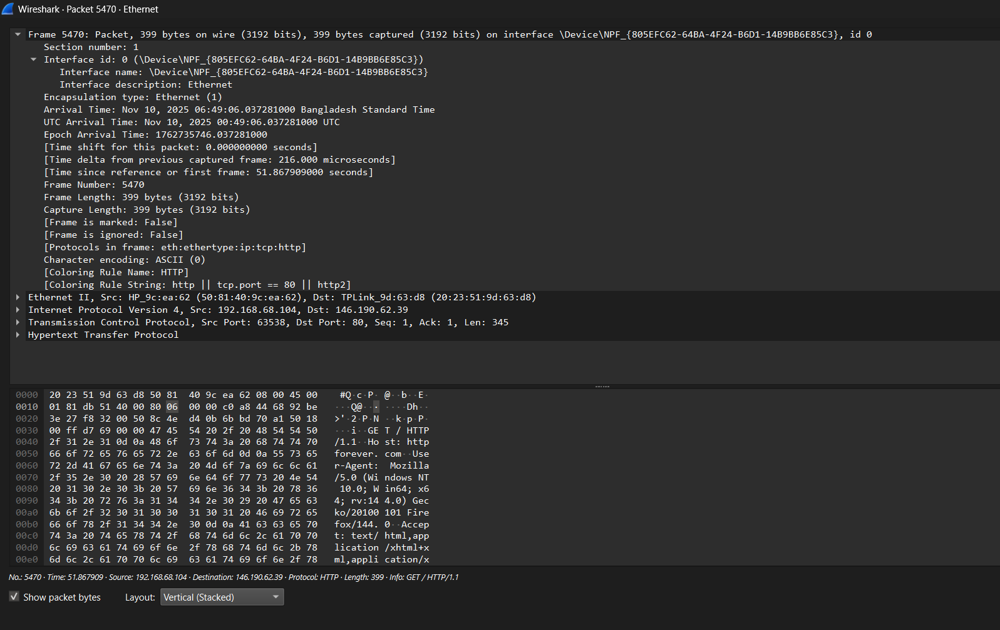 Wireshark · Packet 5470 · Ethernet
Frame 5470: Packet, 399 bytes on wire (3192 bits), 399 bytes captured (3192 bits) on interface \Device\NPF_{805EFC62-64BA-4F24-B6D1-14B9BB6E85C3}, id 0
Section number: 1
Interface id: 0 (\Device\NPF_{805EFC62-64BA-4F24-B6D1-14B9BB6E85C3})
Interface name: \Device\NPF_{805EFC62-64BA-4F24-B6D1-14B9BB6E85C3}
Interface description: Ethernet
Encapsulation type: Ethernet (1)
Arrival Time: Nov 10, 2025 06:49:06.037281000 Bangladesh Standard Time
UTC Arrival Time: Nov 10, 2025 00:49:06.037281000 UTC
Epoch Arrival Time: 1762735746.037281000
[Time shift for this packet: 0.000000000 seconds]
[Time delta from previous captured frame: 216.000 microseconds]
[Time since reference or first frame: 51.867909000 seconds]
Frame Number: 5470
Frame Length: 399 bytes (3192 bits)
Capture Length: 399 bytes (3192 bits)
[Frame is marked: False]
[Frame is ignored: False]
[Protocols in frame: eth:ethertype:ip:tcp:http]
Character encoding: ASCII (0)
[Coloring Rule Name: HTTP]
[Coloring Rule String: http || tcp.port == 80 || http2]
Ethernet II, Src: HP_9c:ea:62 (50:81:40:9c:ea:62), Dst: TPLink_9d:63:d8 (20:23:51:9d:63:d8)
Internet Protocol Version 4, Src: 192.168.68.104, Dst: 146.190.62.39
Transmission Control Protocol, Src Port: 63538, Dst Port: 80, Seq: 1, Ack: 1, Len: 345
Hypertext Transfer Protocol
0000 20 23 51 9d 63 d8 50 81 40 9c ea 62 08 00 45 00 #Q·c·P· @··b··E·
0010 01 81 db 51 40 00 80 06 00 00 c0 a8 44 68 92 be ···Q@··· ····Dh··
0020 3e 27 f8 32 00 50 8c 4e d4 0b 6b bd 70 a1 50 18 >'·2·P·N ··k·p·P·
0030 00 ff d7 69 00 00 47 45 54 20 2f 20 48 54 54 50 ···i··GE T / HTTP
0040 2f 31 2e 31 0d 0a 48 6f 73 74 3a 20 68 74 74 70 /1.1··Ho st: http
0050 66 6f 72 65 76 65 72 2e 63 6f 6d 0d 0a 55 73 65 forever. com··Use
0060 72 2d 41 67 65 6e 74 3a 20 4d 6f 7a 69 6c 6c 61 r-Agent: Mozilla
0070 2f 35 2e 30 20 28 57 69 6e 64 6f 77 73 20 4e 54 /5.0 (Wi ndows NT
0080 20 31 30 2e 30 3b 20 57 69 6e 36 34 3b 20 78 36 10.0; W in64; x6
0090 34 3b 20 72 76 3a 31 34 34 2e 30 29 20 47 65 63 4; rv:14 4.0) Gec
00a0 6b 6f 2f 32 30 31 30 30 31 30 31 20 46 69 72 65 ko/20100 101 Fire
00b0 66 6f 78 2f 31 34 34 2e 30 0d 0a 41 63 63 65 70 fox/144. 0··Accep
00c0 74 3a 20 74 65 78 74 2f 68 74 6d 6c 2c 61 70 70 t: text/ html,app
00d0 6c 69 63 61 74 69 6f 6e 2f 78 68 74 6d 6c 2b 78 lication /xhtml+x
00e0 6d 6c 2c 61 70 70 6c 69 63 61 74 69 6f 6e 2f 78 ml,appli cation/x
No.: 5470 · Time: 51.867909 · Source: 192.168.68.104 · Destination: 146.190.62.39 · Protocol: HTTP · Length: 399 · Info: GET / HTTP/1.1
Show packet bytes Layout: Vertical (Stacked)